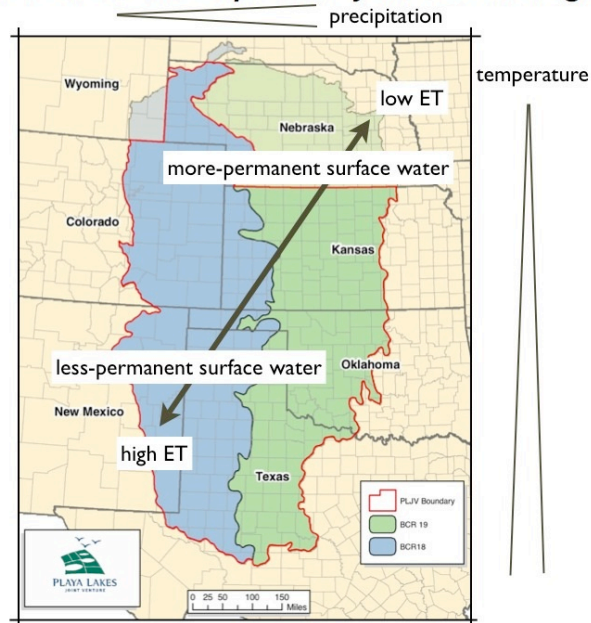 precipitation
temperature
Wyoming
low ET
Nebraska
more-permanent surface water
Colorado
Kansas
less-permanent surface water
Oklahoma
New Mexico
high ET
Texas
PLJV Boundary
BCR 19
BCR18
PLAYA LAKES
JOINT VENTURE
0 25 50 100 150
Miles